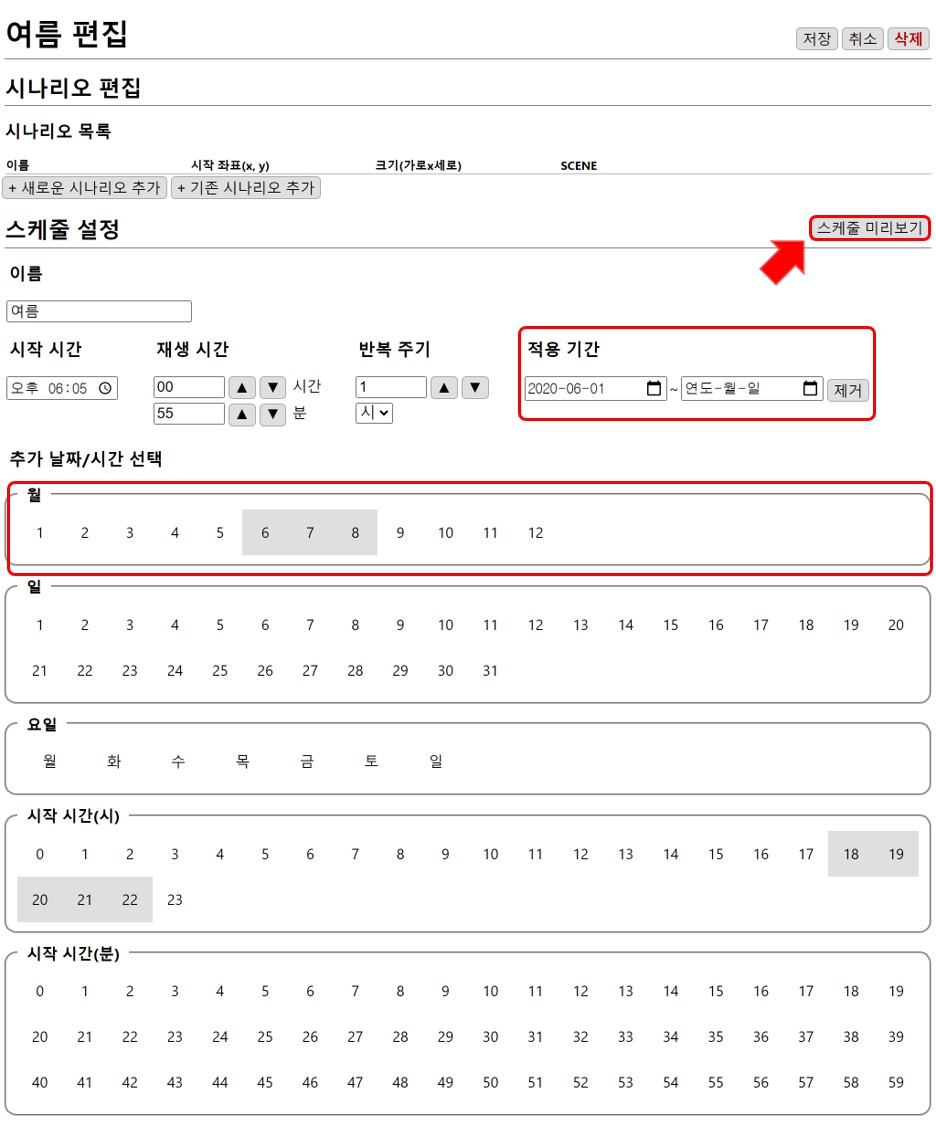 여름 편집
저장 취소 삭제
시나리오 편집
시나리오 목록
이름 시작 좌표(x, y) 크기(가로x세로) SCENE
+ 새로운 시나리오 추가 + 기존 시나리오 추가
스케줄 설정 스케줄 미리보기
이름
여름
시작 시간 재생 시간 반복 주기 적용 기간
오후 06:05 00 ▲ ▼ 시간 1 ▲ ▼ 2020-06-01 ~ 연도-월-일 제거
55 ▲ ▼ 분 시
추가 날짜/시간 선택
월
1 2 3 4 5 6 7 8 9 10 11 12
일
1 2 3 4 5 6 7 8 9 10 11 12 13 14 15 16 17 18 19 20
21 22 23 24 25 26 27 28 29 30 31
요일
월 화 수 목 금 토 일
시작 시간(시)
0 1 2 3 4 5 6 7 8 9 10 11 12 13 14 15 16 17 18 19
20 21 22 23
시작 시간(분)
0 1 2 3 4 5 6 7 8 9 10 11 12 13 14 15 16 17 18 19
20 21 22 23 24 25 26 27 28 29 30 31 32 33 34 35 36 37 38 39
40 41 42 43 44 45 46 47 48 49 50 51 52 53 54 55 56 57 58 59